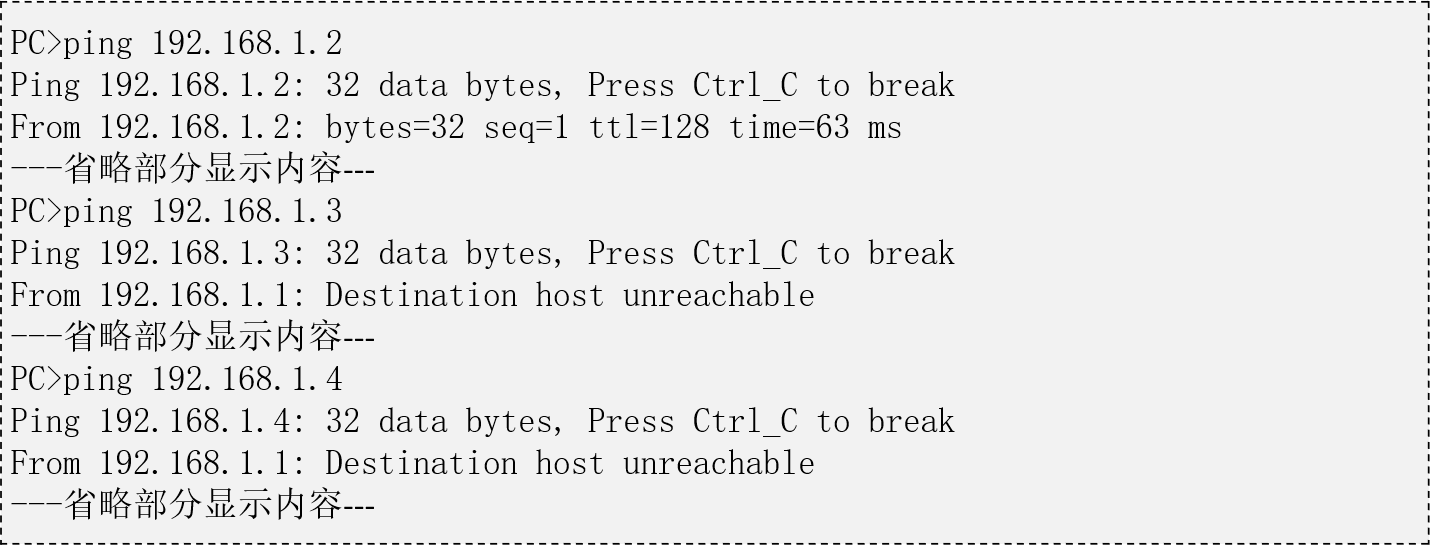 PC>ping 192.168.1.2
Ping 192.168.1.2: 32 data bytes, Press Ctrl_C to break
From 192.168.1.2: bytes=32 seq=1 ttl=128 time=63 ms
---省略部分显示内容---
PC>ping 192.168.1.3
Ping 192.168.1.3: 32 data bytes, Press Ctrl_C to break
From 192.168.1.1: Destination host unreachable
---省略部分显示内容---
PC>ping 192.168.1.4
Ping 192.168.1.4: 32 data bytes, Press Ctrl_C to break
From 192.168.1.1: Destination host unreachable
---省略部分显示内容---